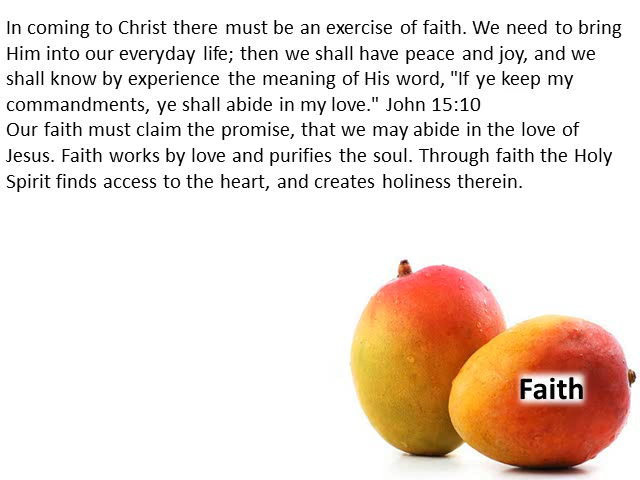 In coming to Christ there must be an exercise of faith. We need to bring
Him into our everyday life; then we shall have peace and joy, and we
shall know by experience the meaning of His word, "If ye keep my
commandments, ye shall abide in my love." John 15:10
Our faith must claim the promise, that we may abide in the love of
Jesus. Faith works by love and purifies the soul. Through faith the Holy
Spirit finds access to the heart, and creates holiness therein.
Faith